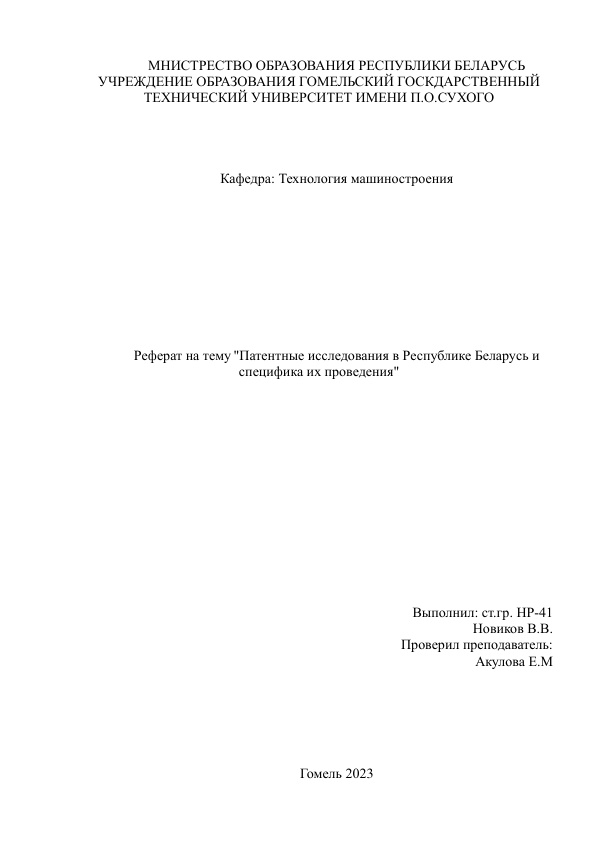 МНИСТРЕСТВО ОБРАЗОВАНИЯ РЕСПУБЛИКИ БЕЛАРУСЬ
УЧРЕЖДЕНИЕ ОБРАЗОВАНИЯ ГОМЕЛЬСКИЙ ГОСКДАРСТВЕННЫЙ
ТЕХНИЧЕСКИЙ УНИВЕРСИТЕТ ИМЕНИ П.О.СУХОГО
Кафедра: Технология машиностроения
Реферат на тему "Патентные исследования в Республике Беларусь и
специфика их проведения"
Выполнил: ст.гр. НР-41
Новиков В.В.
Проверил преподаватель:
Акулова Е.М
Гомель 2023